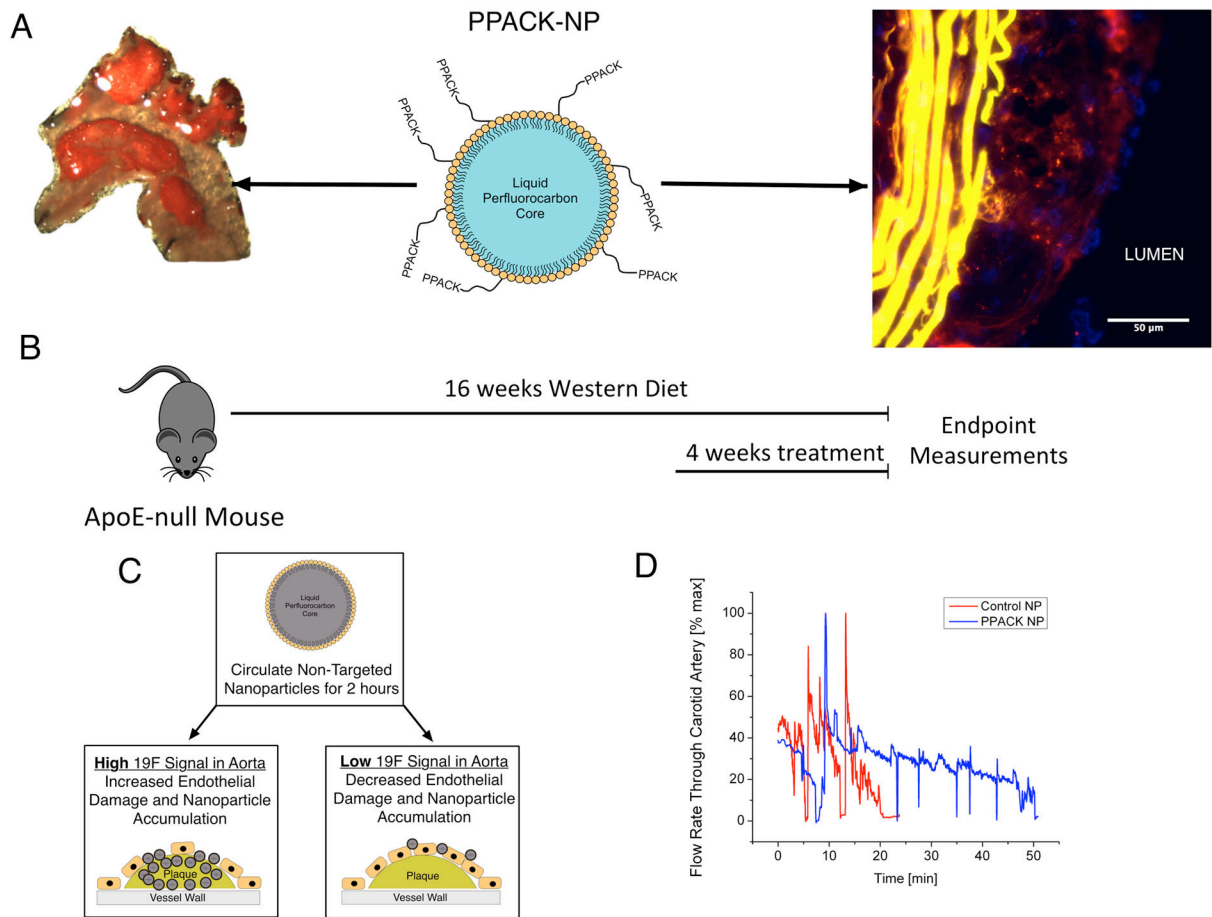 A
PPACK-NP
PPACK
PPACK
PPACK
PPACK
PPACK
PPACK
PPACK
Liquid
Perfluorocarbon
Core
LUMEN
50 µm
B
16 weeks Western Diet
4 weeks treatment
Endpoint
Measurements
ApoE-null Mouse
C
Liquid
Perfluorocarbon
Core
Circulate Non-Targeted
Nanoparticles for 2 hours
High 19F Signal in Aorta
Increased Endothelial
Damage and Nanoparticle
Accumulation
Plaque
Vessel Wall
Low 19F Signal in Aorta
Decreased Endothelial
Damage and Nanoparticle
Accumulation
Plaque
Vessel Wall
D
Flow Rate Through Carotid Artery [% max]
100
80
60
40
20
0
Control NP
PPACK NP
0 10 20 30 40 50
Time [min]